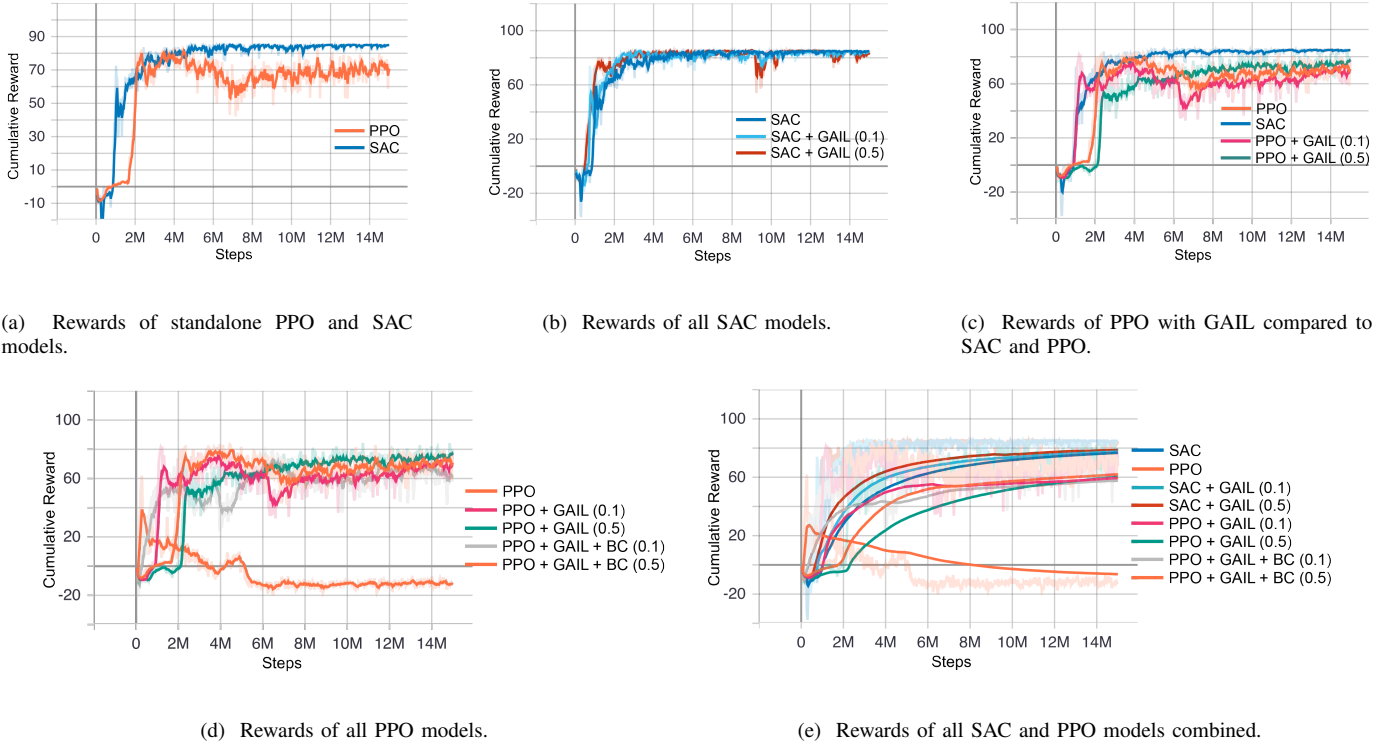 90
70
50
30
10
-10
Cumulative Reward
PPO
SAC
0 2M 4M 6M 8M 10M 12M 14M
Steps
(a) Rewards of standalone PPO and SAC
models.
100
60
20
-20
Cumulative Reward
SAC
SAC + GAIL (0.1)
SAC + GAIL (0.5)
0 2M 4M 6M 8M 10M 12M 14M
Steps
(b) Rewards of all SAC models.
100
60
20
-20
Cumulative Reward
PPO
SAC
PPO + GAIL (0.1)
PPO + GAIL (0.5)
0 2M 4M 6M 8M 10M 12M 14M
Steps
(c) Rewards of PPO with GAIL compared to
SAC and PPO.
100
60
20
-20
Cumulative Reward
PPO
PPO + GAIL (0.1)
PPO + GAIL (0.5)
PPO + GAIL + BC (0.1)
PPO + GAIL + BC (0.5)
0 2M 4M 6M 8M 10M 12M 14M
Steps
(d) Rewards of all PPO models.
100
60
20
-20
Cumulative Reward
SAC
PPO
SAC + GAIL (0.1)
SAC + GAIL (0.5)
PPO + GAIL (0.1)
PPO + GAIL (0.5)
PPO + GAIL + BC (0.1)
PPO + GAIL + BC (0.5)
0 2M 4M 6M 8M 10M 12M 14M
Steps
(e) Rewards of all SAC and PPO models combined.